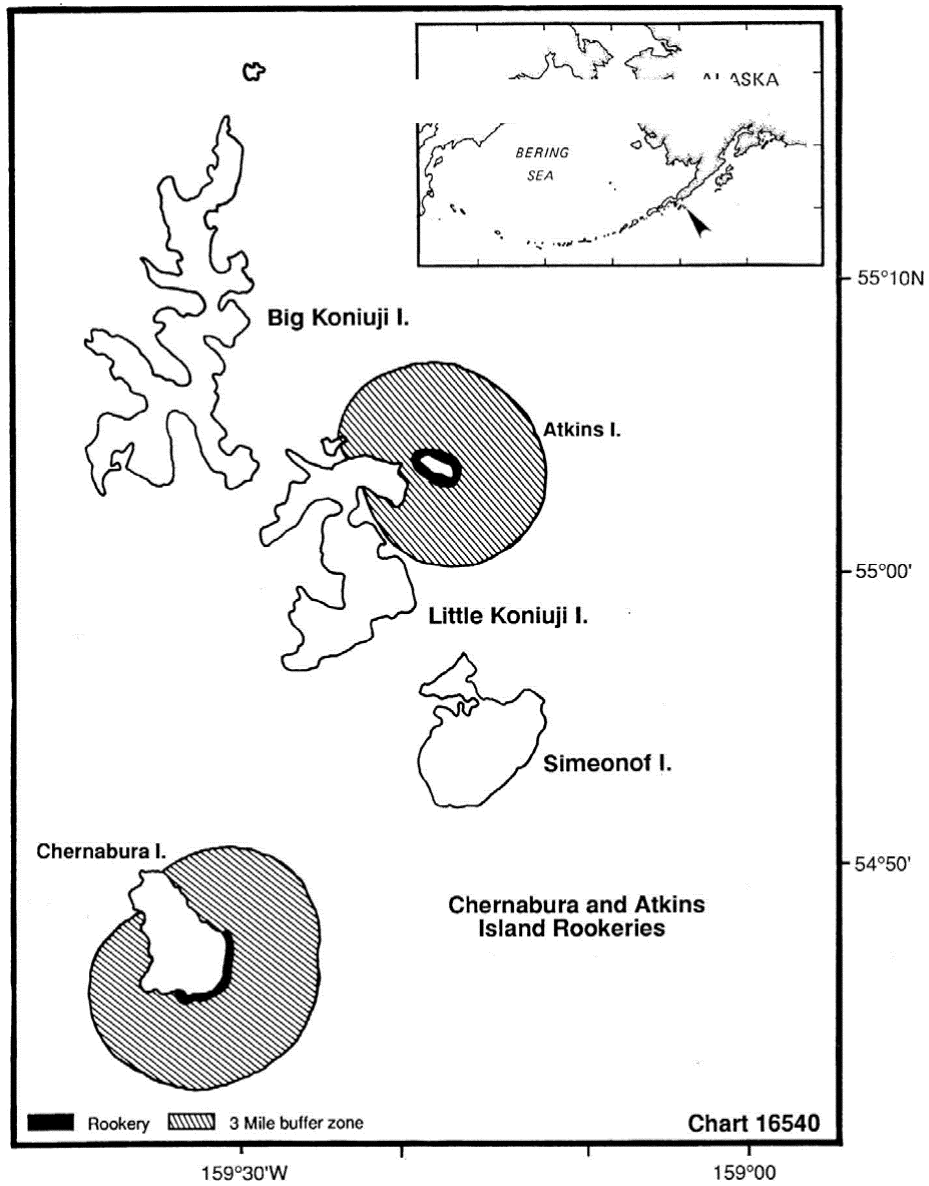 ALASKA
BERING
SEA
55°10N
Big Koniuji I.
Atkins I.
55°00'
Little Koniuji I.
Simeonof I.
Chernabura I.
54°50'
Chernabura and Atkins
Island Rookeries
Rookery 3 Mile buffer zone Chart 16540
159°30'W 159°00